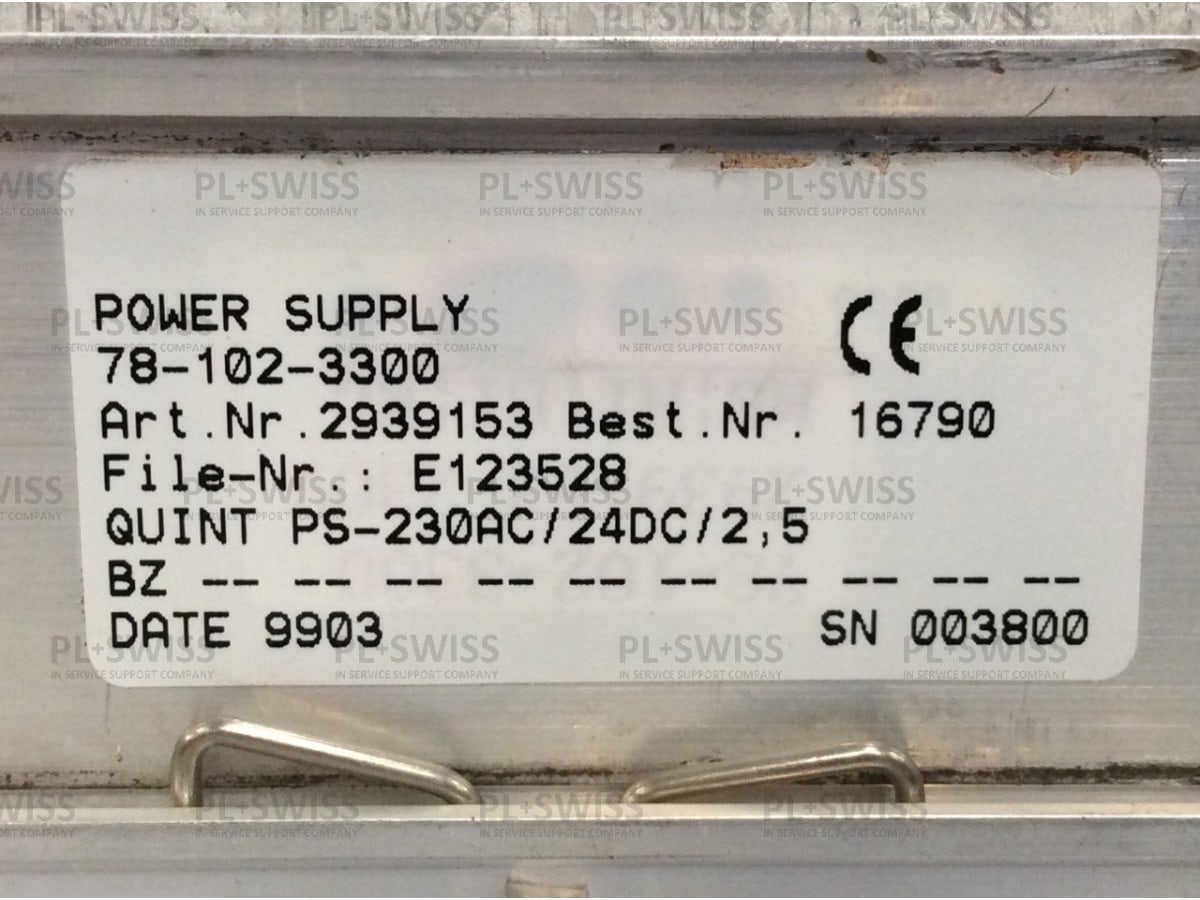 POWER SUPPLY
CE
78-102-3300
Art.Nr.2939153 Best.Nr. 16790
File-Nr.: E123528
QUINT PS-230AC/24DC/2,5
BZ -- -- -- -- -- -- -- -- -- --
DATE 9903 SN 003800
PL+SWISS
IN SERVICE SUPPORT COMPANY